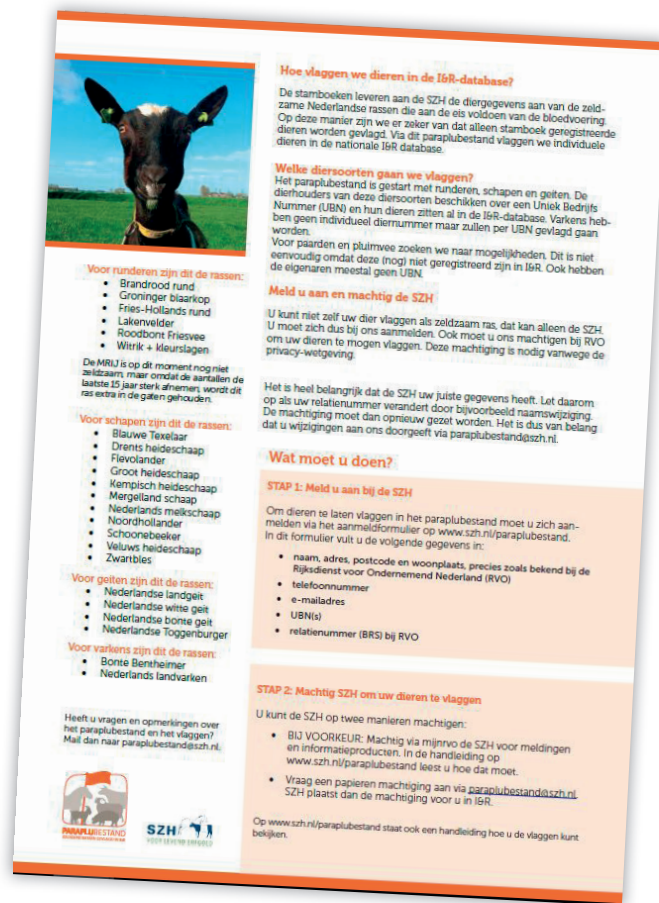 Voor runderen zijn dit de rassen:
• Brandrood rund
• Groninger blaarkop
• Fries-Hollands rund
• Lakenvelder
• Roodbont Friesvee
• Witrik + kleurslagen
De MRIJ is op dit moment nog niet
zeldzaam, maar omdat de aantallen de
laatste 15 jaar sterk afnemen, wordt dit
ras extra in de gaten gehouden.
Voor schapen zijn dit de rassen:
• Blauwe Texelaar
• Drents heideschaap
• Flevolander
• Groot heideschaap
• Kempisch heideschaap
• Mergelland schaap
• Nederlands melkschaap
• Noordhollander
• Schoonebeeker
• Veluws heideschaap
• Zwartbles
Voor geiten zijn dit de rassen:
• Nederlandse landgeit
• Nederlandse witte geit
• Nederlandse bonte geit
• Nederlandse Toggenburger
Voor varkens zijn dit de rassen:
• Bonte Bentheimer
• Nederlands landvarken
Heeft u vragen en opmerkingen over
het paraplubestand en het vlaggen?
Mail dan naar paraplubestand@szh.nl.
PARAPLUBESTAND
SZH
VOOR LEVEND ERFGOED
Hoe vlaggen we dieren in de I&R-database?
De stamboeken leveren aan de SZH de diergegevens aan van de zeld-
zame Nederlandse rassen die aan de eis voldoen van de bloedvoering.
Op deze manier zijn we er zeker van dat alleen stamboek geregistreerde
dieren worden gevlagd. Via dit paraplubestand vlaggen we individuele
dieren in de nationale I&R database.
Welke diersoorten gaan we vlaggen?
Het paraplubestand is gestart met runderen, schapen en geiten. De
dierhouders van deze diersoorten beschikken over een Uniek Bedrijfs
Nummer (UBN) en hun dieren zitten al in de I&R-database. Varkens heb-
ben geen individueel diernummer maar zullen per UBN gevlagd gaan
worden.
Voor paarden en pluimvee zoeken we naar mogelijkheden. Dit is niet
eenvoudig omdat deze (nog) niet geregistreerd zijn in I&R. Ook hebben
de eigenaren meestal geen UBN.
Meld u aan en machtig de SZH
U kunt niet zelf uw dier vlaggen als zeldzaam ras, dat kan alleen de SZH.
U moet zich dus bij ons aanmelden. Ook moet u ons machtigen bij RVO
om uw dieren te mogen vlaggen. Deze machtiging is nodig vanwege de
privacy-wetgeving.
Het is heel belangrijk dat de SZH uw juiste gegevens heeft. Let daarom
op als uw relatienummer verandert door bijvoorbeeld naamswijziging.
De machtiging moet dan opnieuw gezet worden. Het is dus van belang
dat u wijzigingen aan ons doorgeeft via paraplubestand@szh.nl.
Wat moet u doen?
STAP 1: Meld u aan bij de SZH
Om dieren te laten vlaggen in het paraplubestand moet u zich aan-
melden via het aanmeldformulier op www.szh.nl/paraplubestand.
In dit formulier vult u de volgende gegevens in:
• naam, adres, postcode en woonplaats, precies zoals bekend bij de
Rijksdienst voor Ondernemend Nederland (RVO)
• telefoonnummer
• e-mailadres
• UBN(s)
• relatienummer (BRS) bij RVO
STAP 2: Machtig SZH om uw dieren te vlaggen
U kunt de SZH op twee manieren machtigen:
• BIJ VOORKEUR: Machtig via mijnrvo de SZH voor meldingen
en informatieproducten. In de handleiding op
www.szh.nl/paraplubestand leest u hoe dat moet.
• Vraag een papieren machtiging aan via paraplubestand@szh.nl.
SZH plaatst dan de machtiging voor u in I&R.
Op www.szh.nl/paraplubestand staat ook een handleiding hoe u de vlaggen kunt
bekijken.